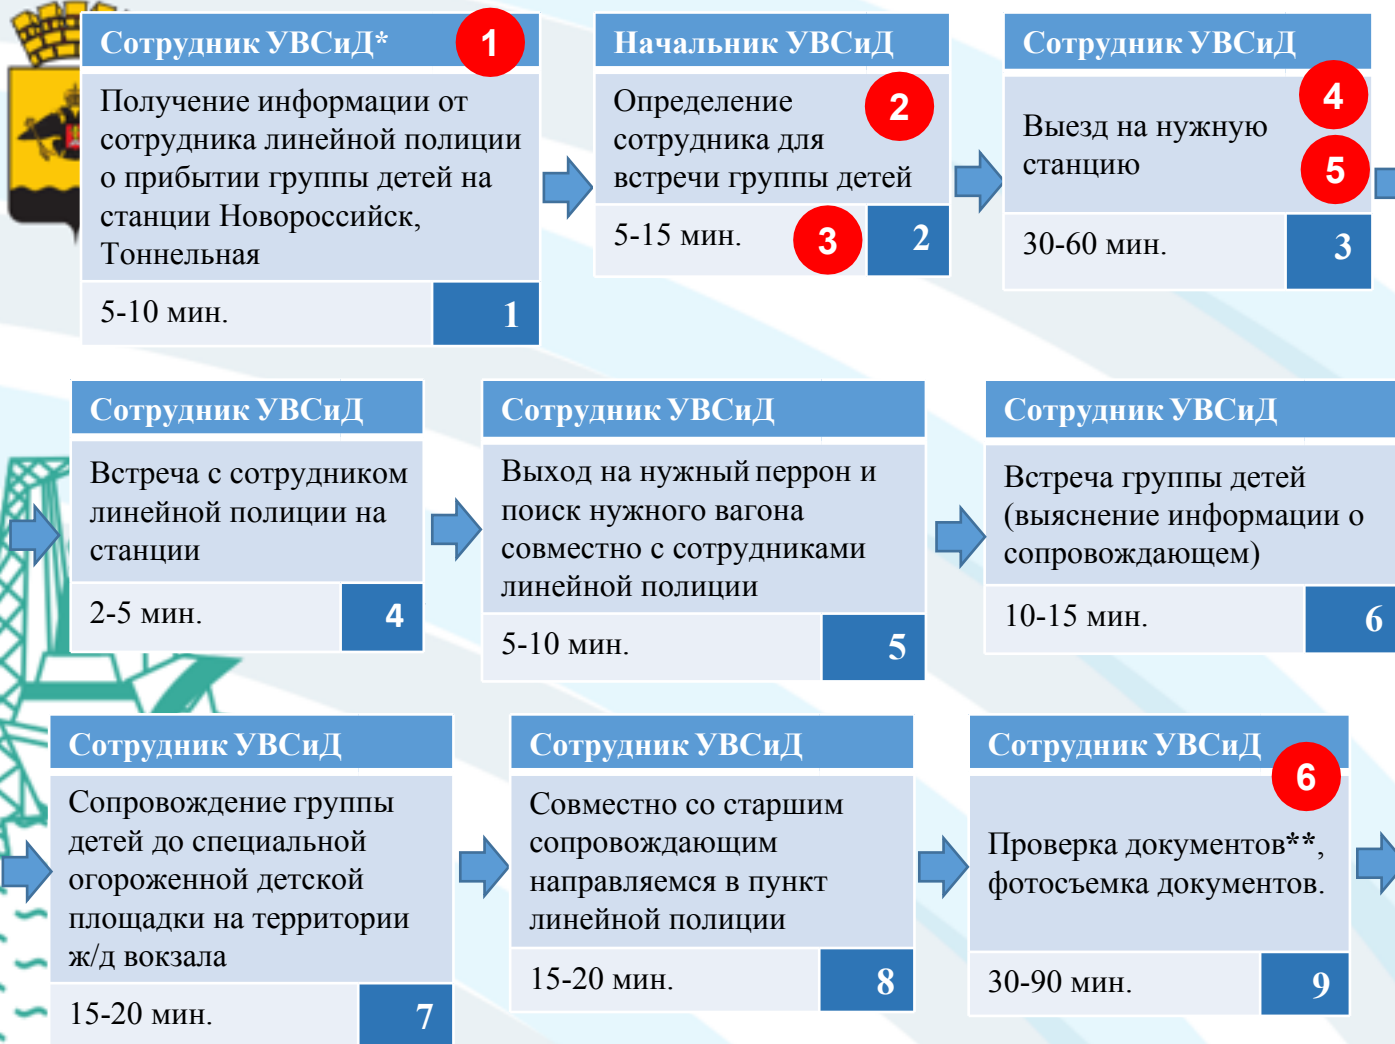 Сотрудник УВСиД*
1
Получение информации от
сотрудника линейной полиции
о прибытии группы детей на
станции Новороссийск,
Тоннельная
5-10 мин.
1
Начальник УВСиД
Определение
2
сотрудника для
встречи группы детей
5-15 мин.
3
2
Сотрудник УВСиД
4
Выезд на нужную
станцию
5
30-60 мин.
3
Сотрудник УВСиД
Встреча с сотрудником
линейной полиции на
станции
2-5 мин.
4
Сотрудник УВСиД
Выход на нужный перрон и
поиск нужного вагона
совместно с сотрудниками
линейной полиции
5-10 мин.
5
Сотрудник УВСиД
Встреча группы детей
(выяснение информации о
сопровождающем)
10-15 мин.
6
Сотрудник УВСиД
Сопровождение группы
детей до специальной
огороженной детской
площадки на территории
ж/д вокзала
15-20 мин.
7
Сотрудник УВСиД
Совместно со старшим
сопровождающим
направляемся в пункт
линейной полиции
15-20 мин.
8
Сотрудник УВСиД
6
Проверка документов**,
фотосъемка документов.
30-90 мин.
9